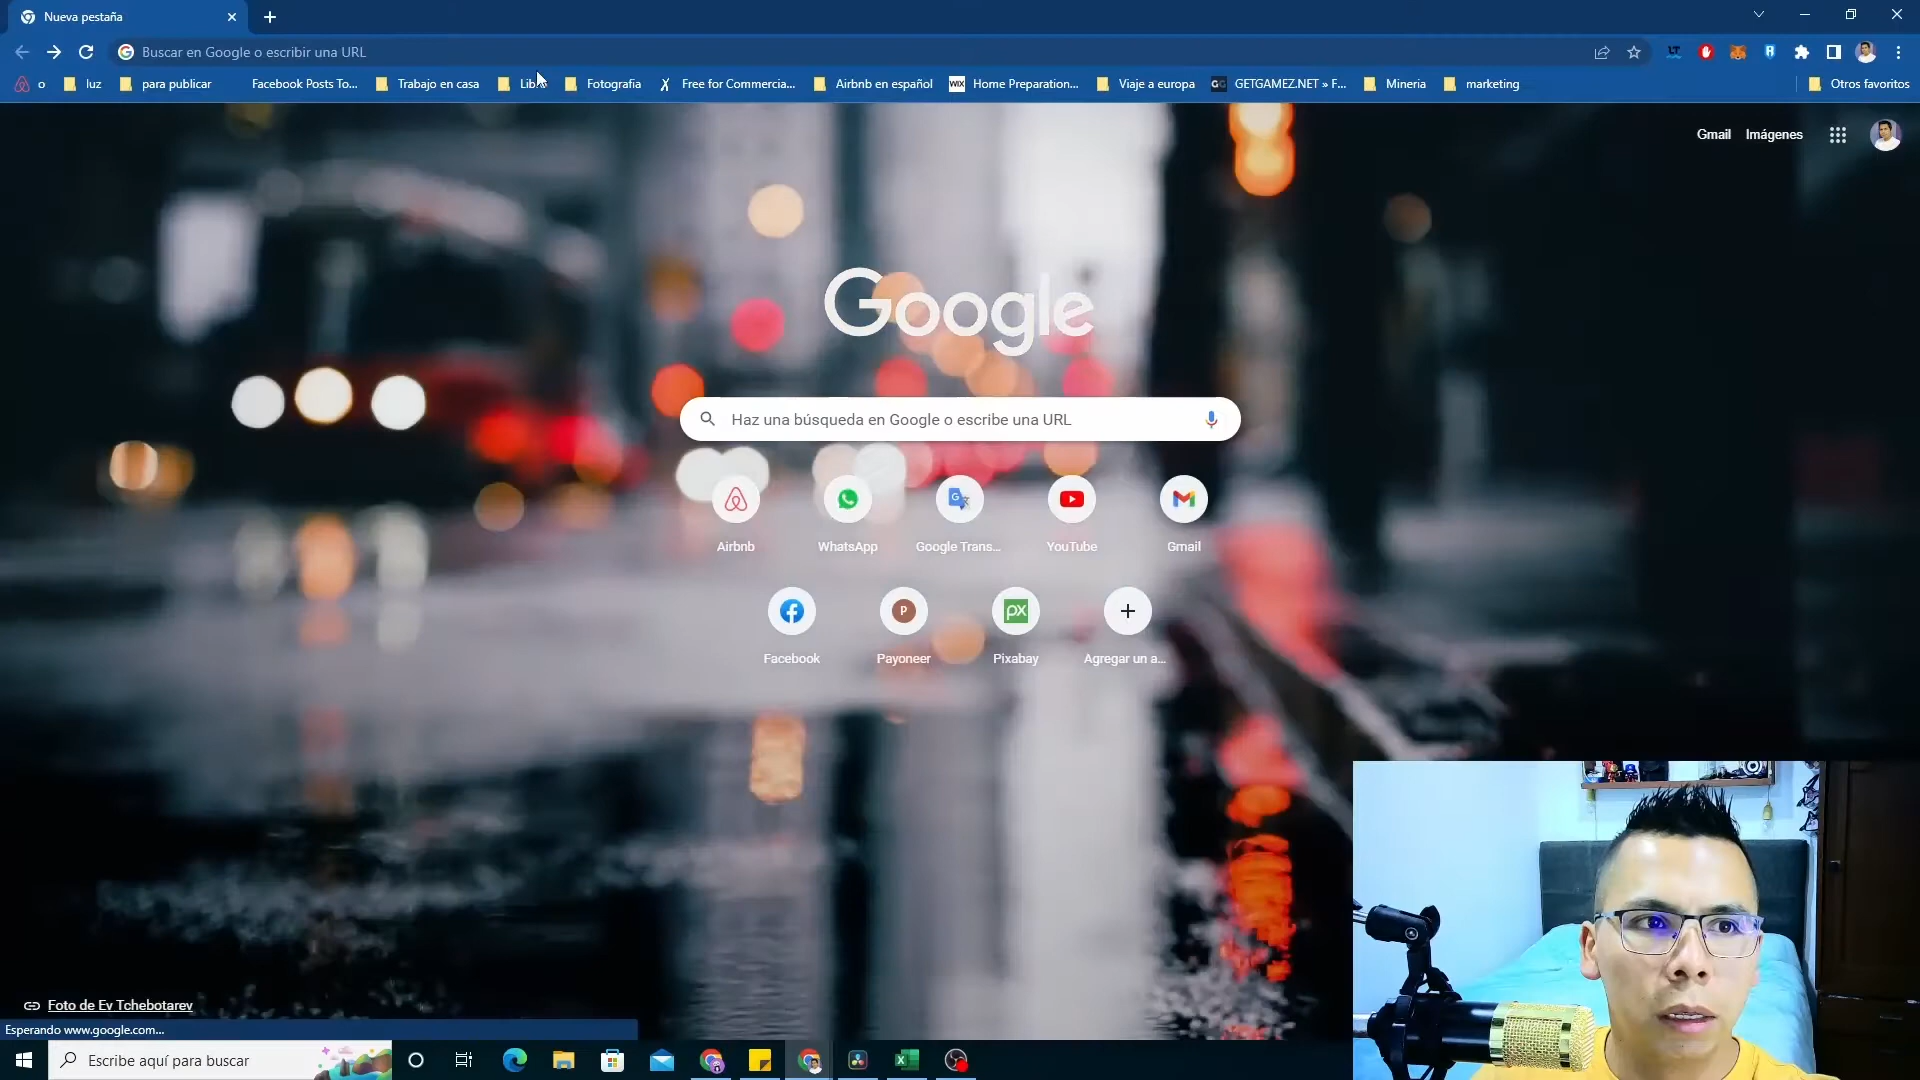 Nueva pestaña
Buscar en Google o escribir una URL
o
luz
para publicar
Facebook Posts To...
Trabajo en casa
Fotografia
Free for Commercia...
Airbnb en español
WIX
Home Preparation...
Viaje a europa
GG
GETGAMEZ.NET » F...
Mineria
marketing
Otros favoritos
Gmail
Imágenes
Google
Haz una búsqueda en Google o escribe una URL
Airbnb
WhatsApp
Google Trans...
YouTube
Gmail
P
px
Facebook
Payoneer
Pixabay
Agregar un a...
Foto de Ev Tchebotarev
Esperando www.google.com...
Escribe aquí para buscar